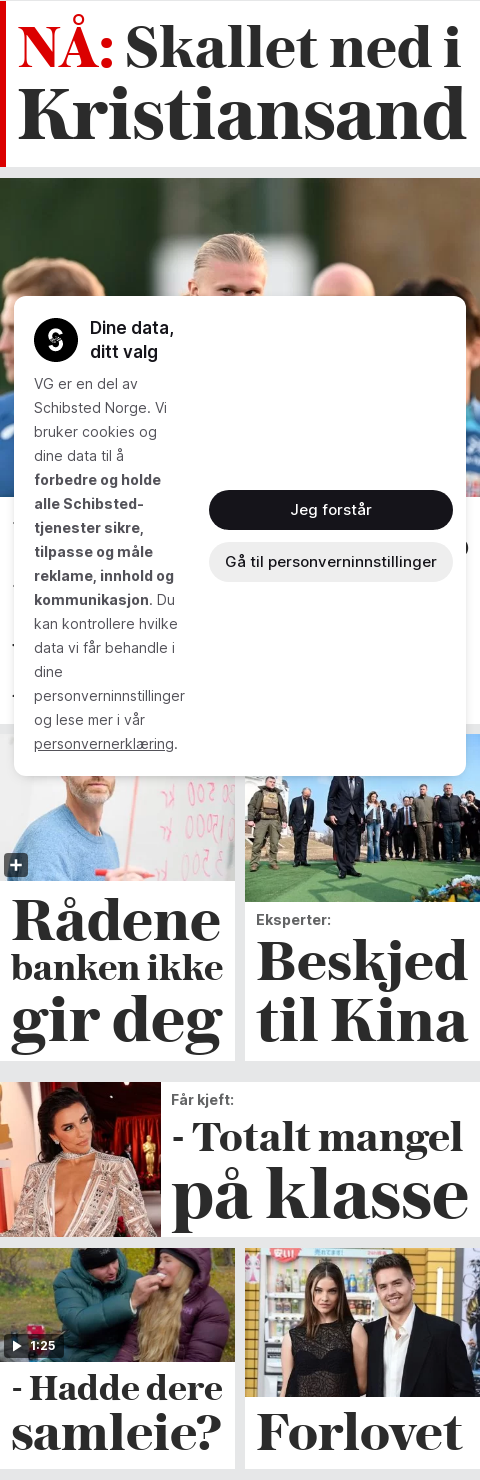 NÅ: Skallet ned i
Kristiansand
Dine data,
ditt valg
VG er en del av
Schibsted Norge. Vi
bruker cookies og
dine data til å
forbedre og holde
alle Schibsted-
tjenester sikre,
tilpasse og måle
reklame, innhold og
kommunikasjon. Du
kan kontrollere hvilke
data vi får behandle i
dine
personverninnstillinger
og lese mer i vår
personvernerklæring.
Jeg forstår
Gå til personverninnstillinger
Rådene
banken ikke
gir deg
Eksperter:
Beskjed
til Kina
Får kjeft:
- Totalt mangel
på klasse
1:25
- Hadde dere
samleie?
Forlovet